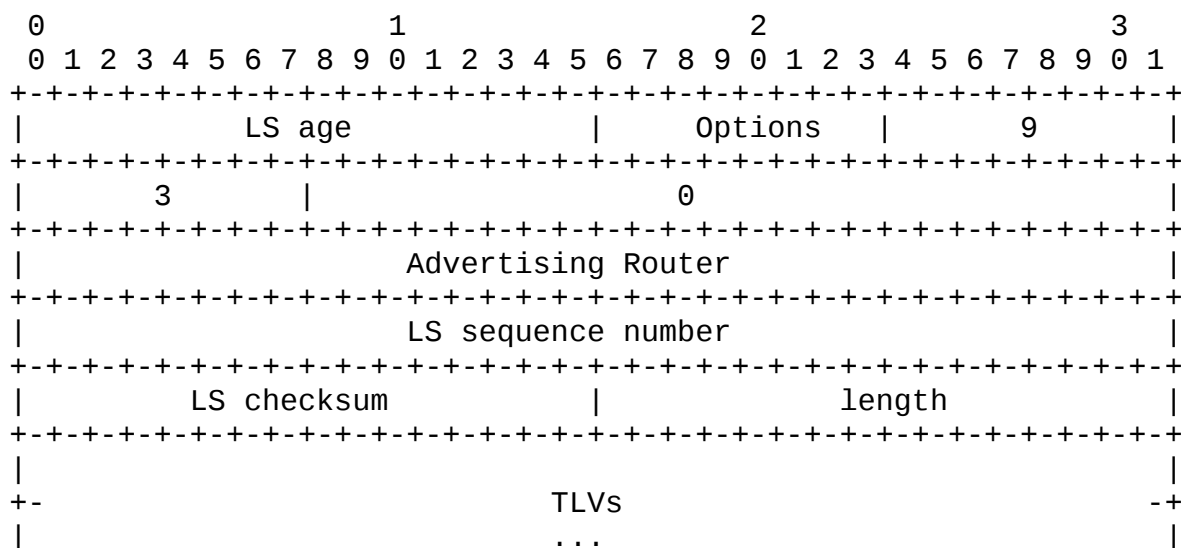 0                   1                   2                   3
 0 1 2 3 4 5 6 7 8 9 0 1 2 3 4 5 6 7 8 9 0 1 2 3 4 5 6 7 8 9 0 1
+-+-+-+-+-+-+-+-+-+-+-+-+-+-+-+-+-+-+-+-+-+-+-+-+-+-+-+-+-+-+-+-+
|            LS age             |     Options   |       9       |
+-+-+-+-+-+-+-+-+-+-+-+-+-+-+-+-+-+-+-+-+-+-+-+-+-+-+-+-+-+-+-+-+
|       3       |                    0                          |
+-+-+-+-+-+-+-+-+-+-+-+-+-+-+-+-+-+-+-+-+-+-+-+-+-+-+-+-+-+-+-+-+
|                     Advertising Router                        |
+-+-+-+-+-+-+-+-+-+-+-+-+-+-+-+-+-+-+-+-+-+-+-+-+-+-+-+-+-+-+-+-+
|                     LS sequence number                        |
+-+-+-+-+-+-+-+-+-+-+-+-+-+-+-+-+-+-+-+-+-+-+-+-+-+-+-+-+-+-+-+-+
|         LS checksum           |             length            |
+-+-+-+-+-+-+-+-+-+-+-+-+-+-+-+-+-+-+-+-+-+-+-+-+-+-+-+-+-+-+-+-+
|                                                               |
+-                            TLVs                             -+
|                             ...                               |